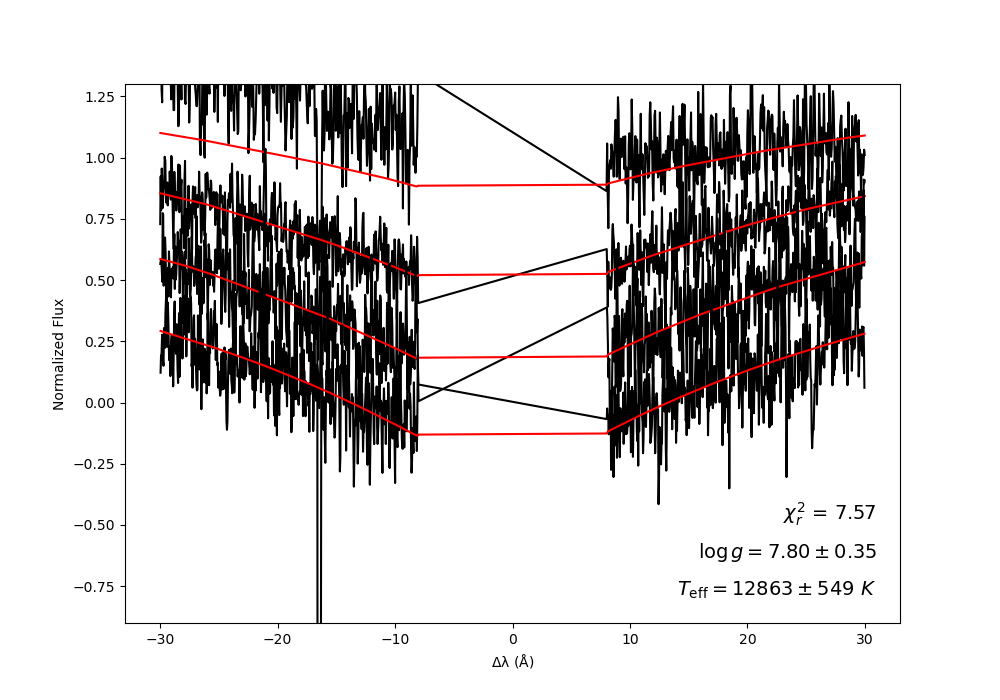 1.25
1.00
0.75
0.50
0.25
0.00
−0.25
−0.50
−0.75
Normalized Flux
χ²ᵣ = 7.57
log g = 7.80 ± 0.35
T_eff = 12863 ± 549 K
−30 −20 −10 0 10 20 30
Δλ (Å)